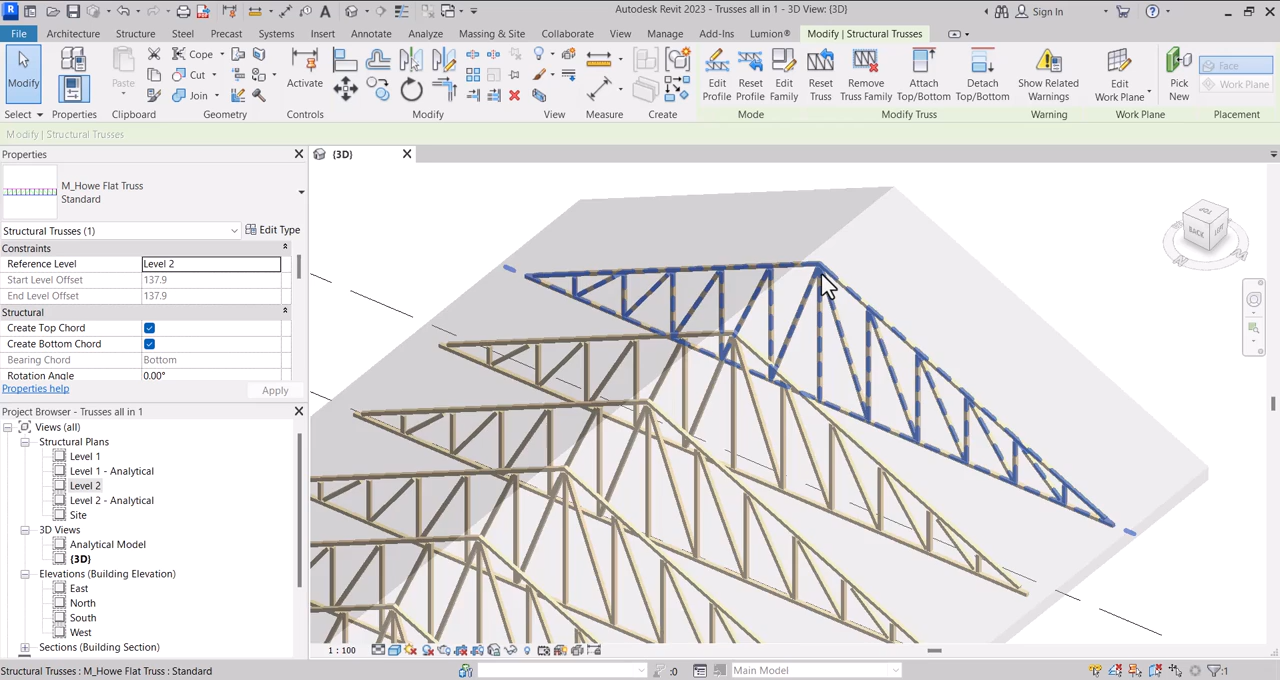 Autodesk Revit 2023 - Trusses all in 1 - 3D View: {3D}
Sign In
File Architecture Structure Steel Precast Systems Insert Annotate Massing & Site Collaborate View Manage Add-Ins Lumion® Modify | Structural Trusses
Modify
Select
Properties
Paste
Clipboard
Cope
Cut
Join
Geometry
Activate
Controls
Modify
View
Measure
Create
Edit Profile
Reset Profile
Edit Family
Mode
Reset Truss
Remove Truss Family
Attach Top/Bottom
Detach Top/Bottom
Modify Truss
Show Related Warnings
Warning
Edit Work Plane
Work Plane
Pick New
Face
Work Plane
Placement
Modify | Structural Trusses
Properties
M_Howe Flat Truss
Standard
Structural Trusses (1)
Edit Type
Constraints
Reference Level Level 2
Start Level Offset 137.9
End Level Offset 137.9
Structural
Create Top Chord
Create Bottom Chord
Bearing Chord Bottom
Rotation Angle 0.00°
Properties help
Apply
Project Browser - Trusses all in 1
Views (all)
Structural Plans
Level 1
Level 1 - Analytical
Level 2
Level 2 - Analytical
Site
3D Views
Analytical Model
{3D}
Elevations (Building Elevation)
East
North
South
West
Sections (Building Section)
{3D}
TOP
BACK
LEFT
1 : 100
Structural Trusses : M_Howe Flat Truss : Standard
:0
Main Model
:1